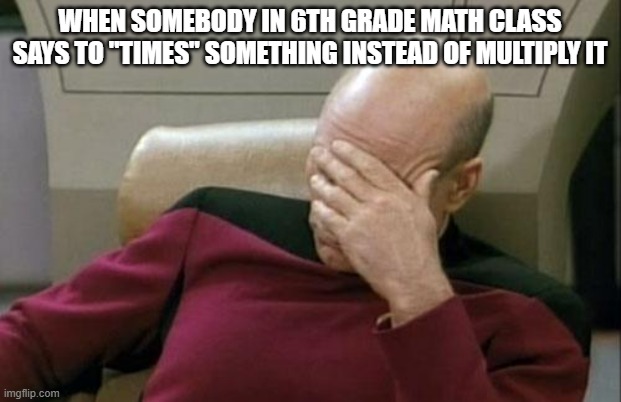 WHEN SOMEBODY IN 6TH GRADE MATH CLASS
SAYS TO "TIMES" SOMETHING INSTEAD OF MULTIPLY IT
imgflip.com